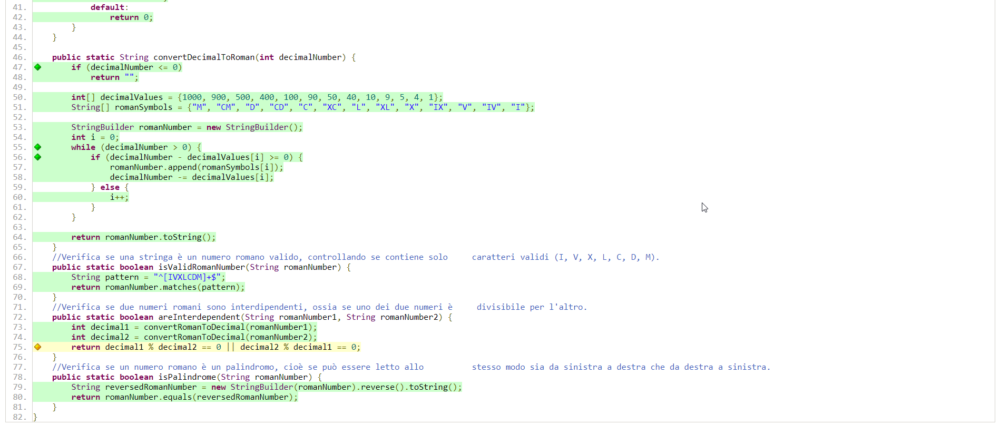 41.             default:
42.                 return 0;
43.         }
44.     }
45.
46.     public static String convertDecimalToRoman(int decimalNumber) {
47.         if (decimalNumber <= 0)
48.             return "";
49.
50.         int[] decimalValues = {1000, 900, 500, 400, 100, 90, 50, 40, 10, 9, 5, 4, 1};
51.         String[] romanSymbols = {"M", "CM", "D", "CD", "C", "XC", "L", "XL", "X", "IX", "V", "IV", "I"};
52.
53.         StringBuilder romanNumber = new StringBuilder();
54.         int i = 0;
55.         while (decimalNumber > 0) {
56.             if (decimalNumber - decimalValues[i] >= 0) {
57.                 romanNumber.append(romanSymbols[i]);
58.                 decimalNumber -= decimalValues[i];
59.             } else {
60.                 i++;
61.             }
62.         }
63.
64.         return romanNumber.toString();
65.     }
66.     //Verifica se una stringa è un numero romano valido, controllando se contiene solo     caratteri validi (I, V, X, L, C, D, M).
67.     public static boolean isValidRomanNumber(String romanNumber) {
68.         String pattern = "^[IVXLCDM]+$";
69.         return romanNumber.matches(pattern);
70.     }
71.     //Verifica se due numeri romani sono interdipendenti, ossia se uno dei due numeri è     divisibile per l'altro.
72.     public static boolean areInterdependent(String romanNumber1, String romanNumber2) {
73.         int decimal1 = convertRomanToDecimal(romanNumber1);
74.         int decimal2 = convertRomanToDecimal(romanNumber2);
75.         return decimal1 % decimal2 == 0 || decimal2 % decimal1 == 0;
76.     }
77.     //Verifica se un numero romano è un palindromo, cioè se può essere letto allo          stesso modo sia da sinistra a destra che da destra a sinistra.
78.     public static boolean isPalindrome(String romanNumber) {
79.         String reversedRomanNumber = new StringBuilder(romanNumber).reverse().toString();
80.         return romanNumber.equals(reversedRomanNumber);
81.     }
82. }